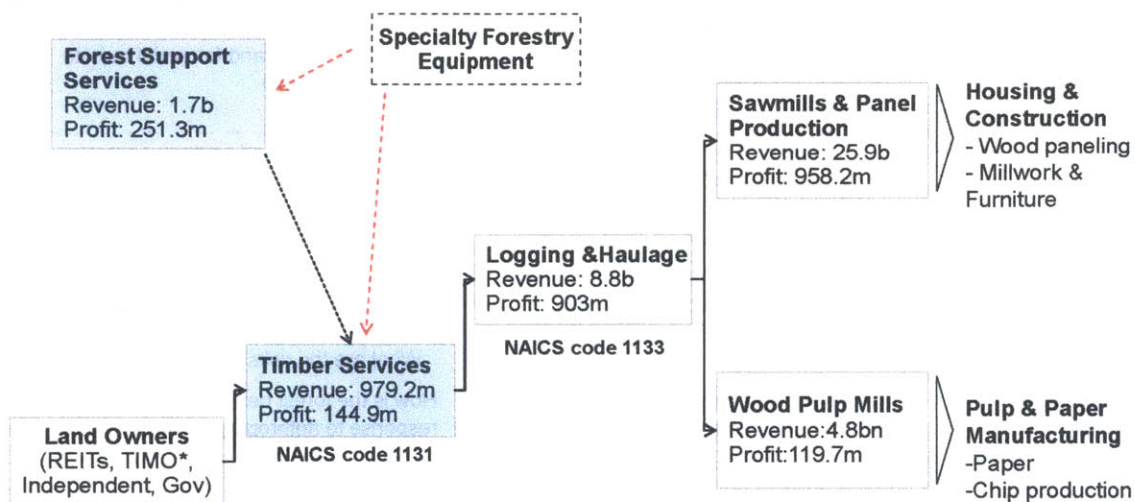 Specialty Forestry
Equipment
Forest Support
Services
Revenue: 1.7b
Profit: 251.3m
Sawmills & Panel
Production
Revenue: 25.9b
Profit: 958.2m
Housing &
Construction
- Wood paneling
- Millwork &
Furniture
Logging &Haulage
Revenue: 8.8b
Profit: 903m
NAICS code 1133
Timber Services
Revenue: 979.2m
Profit: 144.9m
NAICS code 1131
Land Owners
(REITs, TIMO*,
Independent, Gov)
Wood Pulp Mills
Revenue:4.8bn
Profit:119.7m
Pulp & Paper
Manufacturing
-Paper
-Chip production